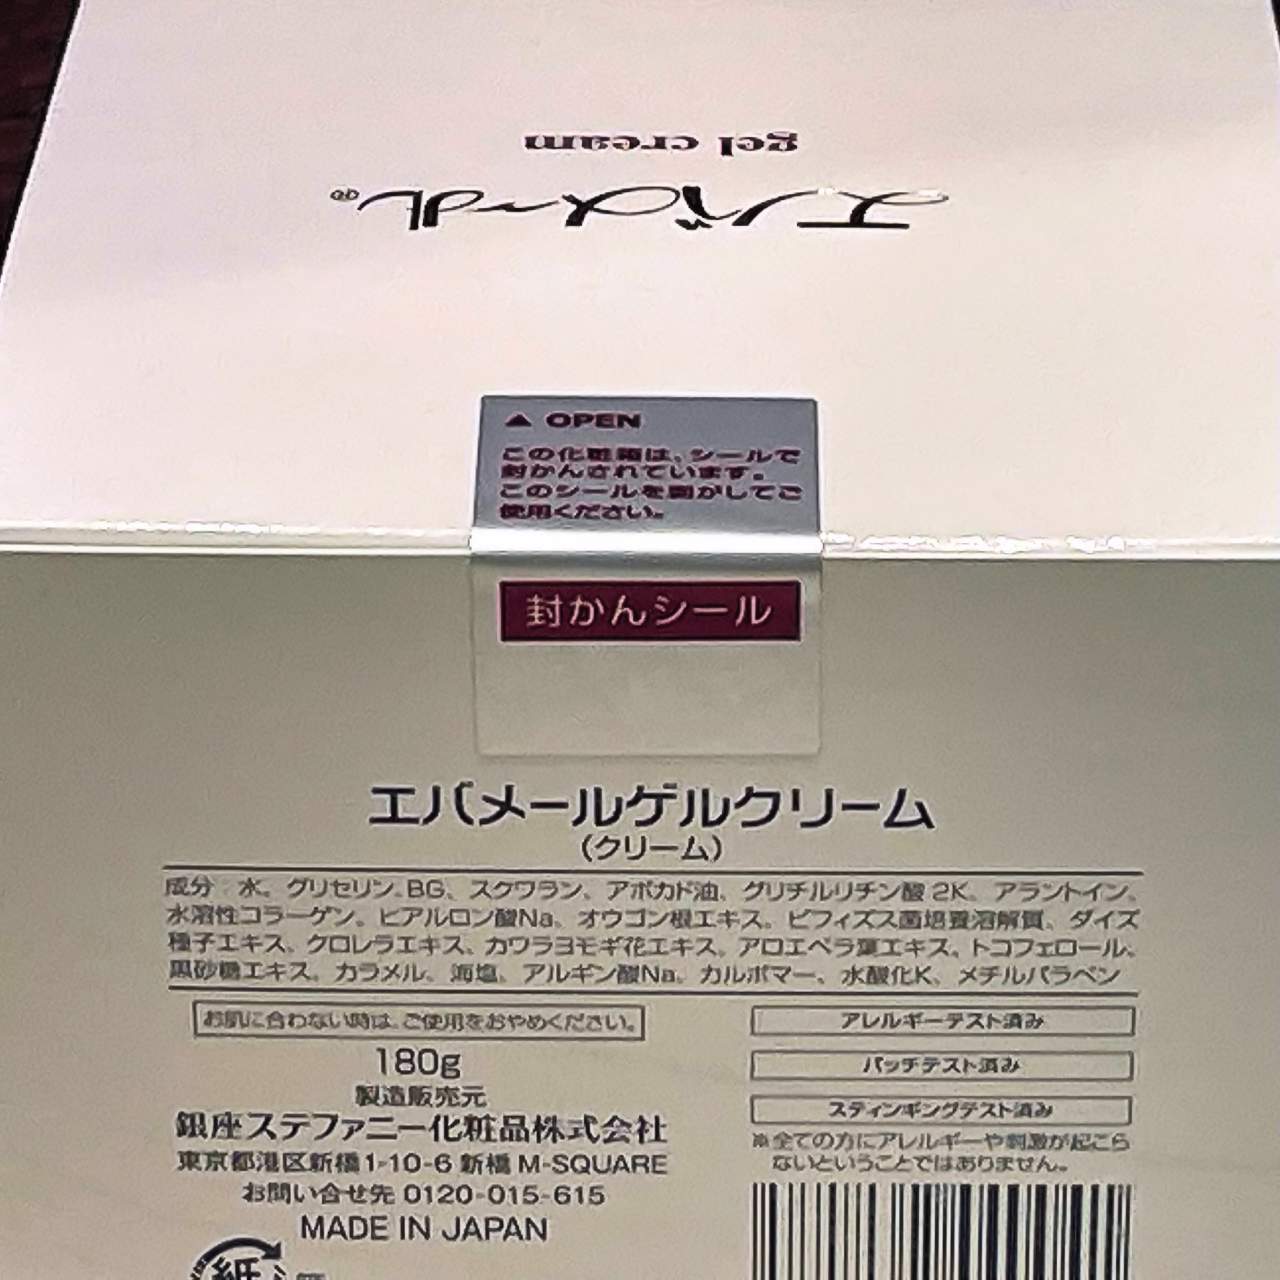 gel cream
エバメール®
▲ OPEN
この化粧箱は、シールで
封かんされています。
このシールを開がしてご
使用ください。
封かんシール
エバメールゲルクリーム
(クリーム)
成分:水、グリセリン、BG、スクワラン、アボカド油、グリチルリチン酸2K、アラントイン、
水溶性コラーゲン、ヒアルロン酸Na、オウゴン根エキス、ビフィズス菌培養溶解質、ダイズ
種子エキス、クロレラエキス、カワラヨモギ花エキス、アロエベラ葉エキス、トコフェロール、
黒砂糖エキス、カラメル、海塩、アルギン酸Na、カルボマー、水酸化K、メチルパラベン
お肌に合わない時は、ご使用をおやめください。
180g
製造販売元
銀座ステファニー化粧品株式会社
東京都港区新橋1-10-6 新橋M-SQUARE
お問い合せ先 0120-015-615
MADE IN JAPAN
紙
アレルギーテスト済み
パッチテスト済み
スティンギングテスト済み
※全ての方にアレルギーや刺激が起こら
ないということではありません。